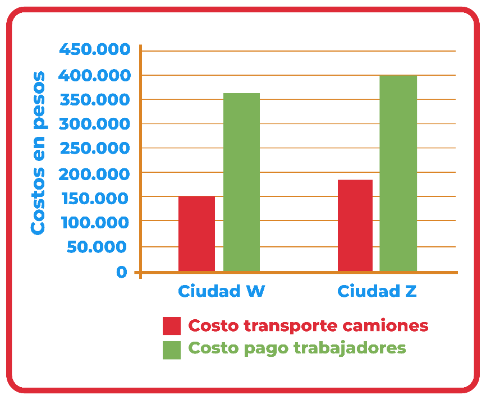 Costos en pesos
450.000
400.000
350.000
300.000
250.000
200.000
150.000
100.000
50.000
0
Ciudad W
Ciudad Z
Costo transporte camiones
Costo pago trabajadores